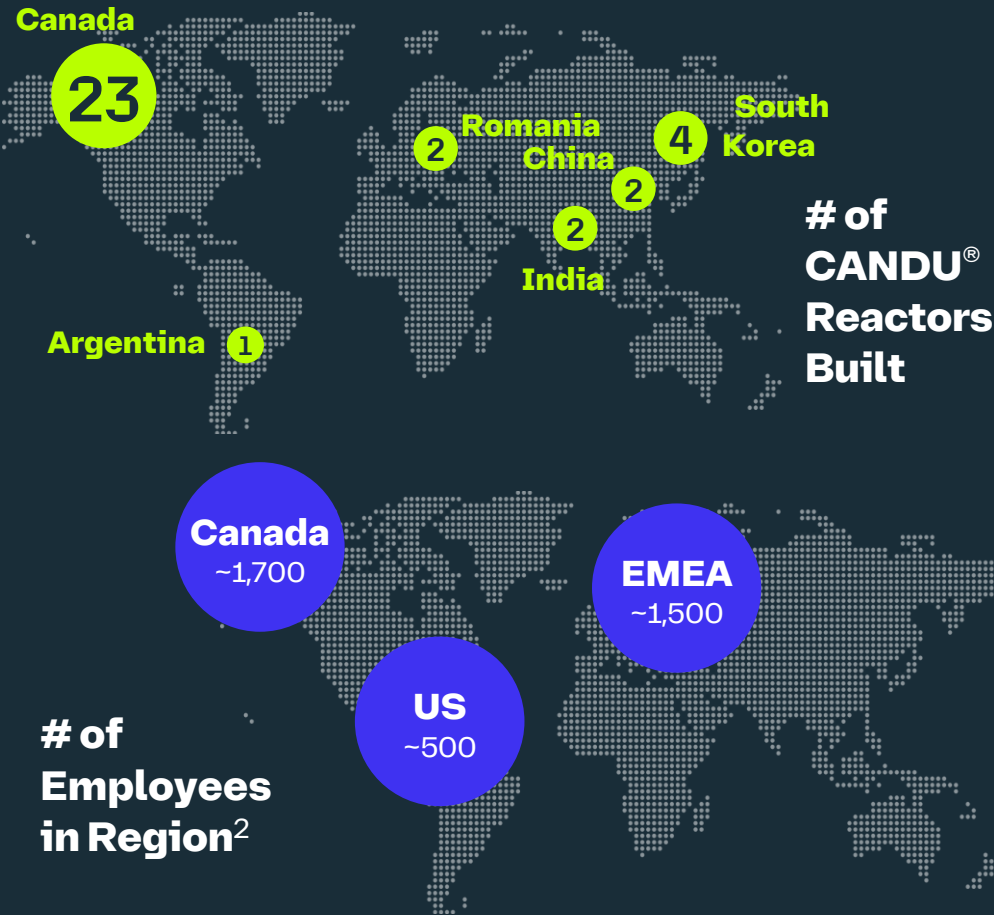 Canada
23
Romania
2
China
2
South
Korea
4
2
India
Argentina
1
# of
CANDU®
Reactors
Built
Canada
~1,700
EMEA
~1,500
US
~500
# of
Employees
in Region²